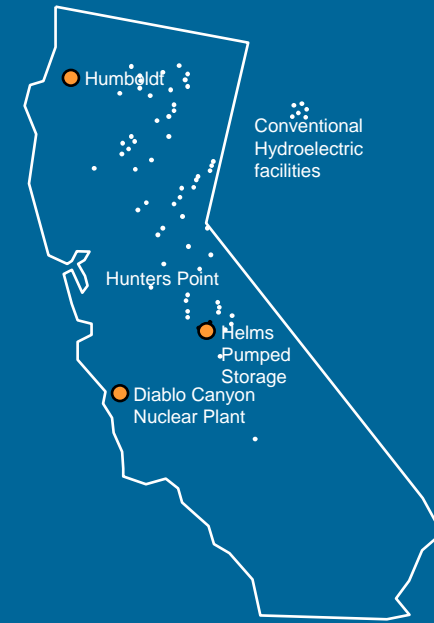 Humboldt
Conventional
Hydroelectric
facilities
Hunters Point
Helms
Pumped
Storage
Diablo Canyon
Nuclear Plant